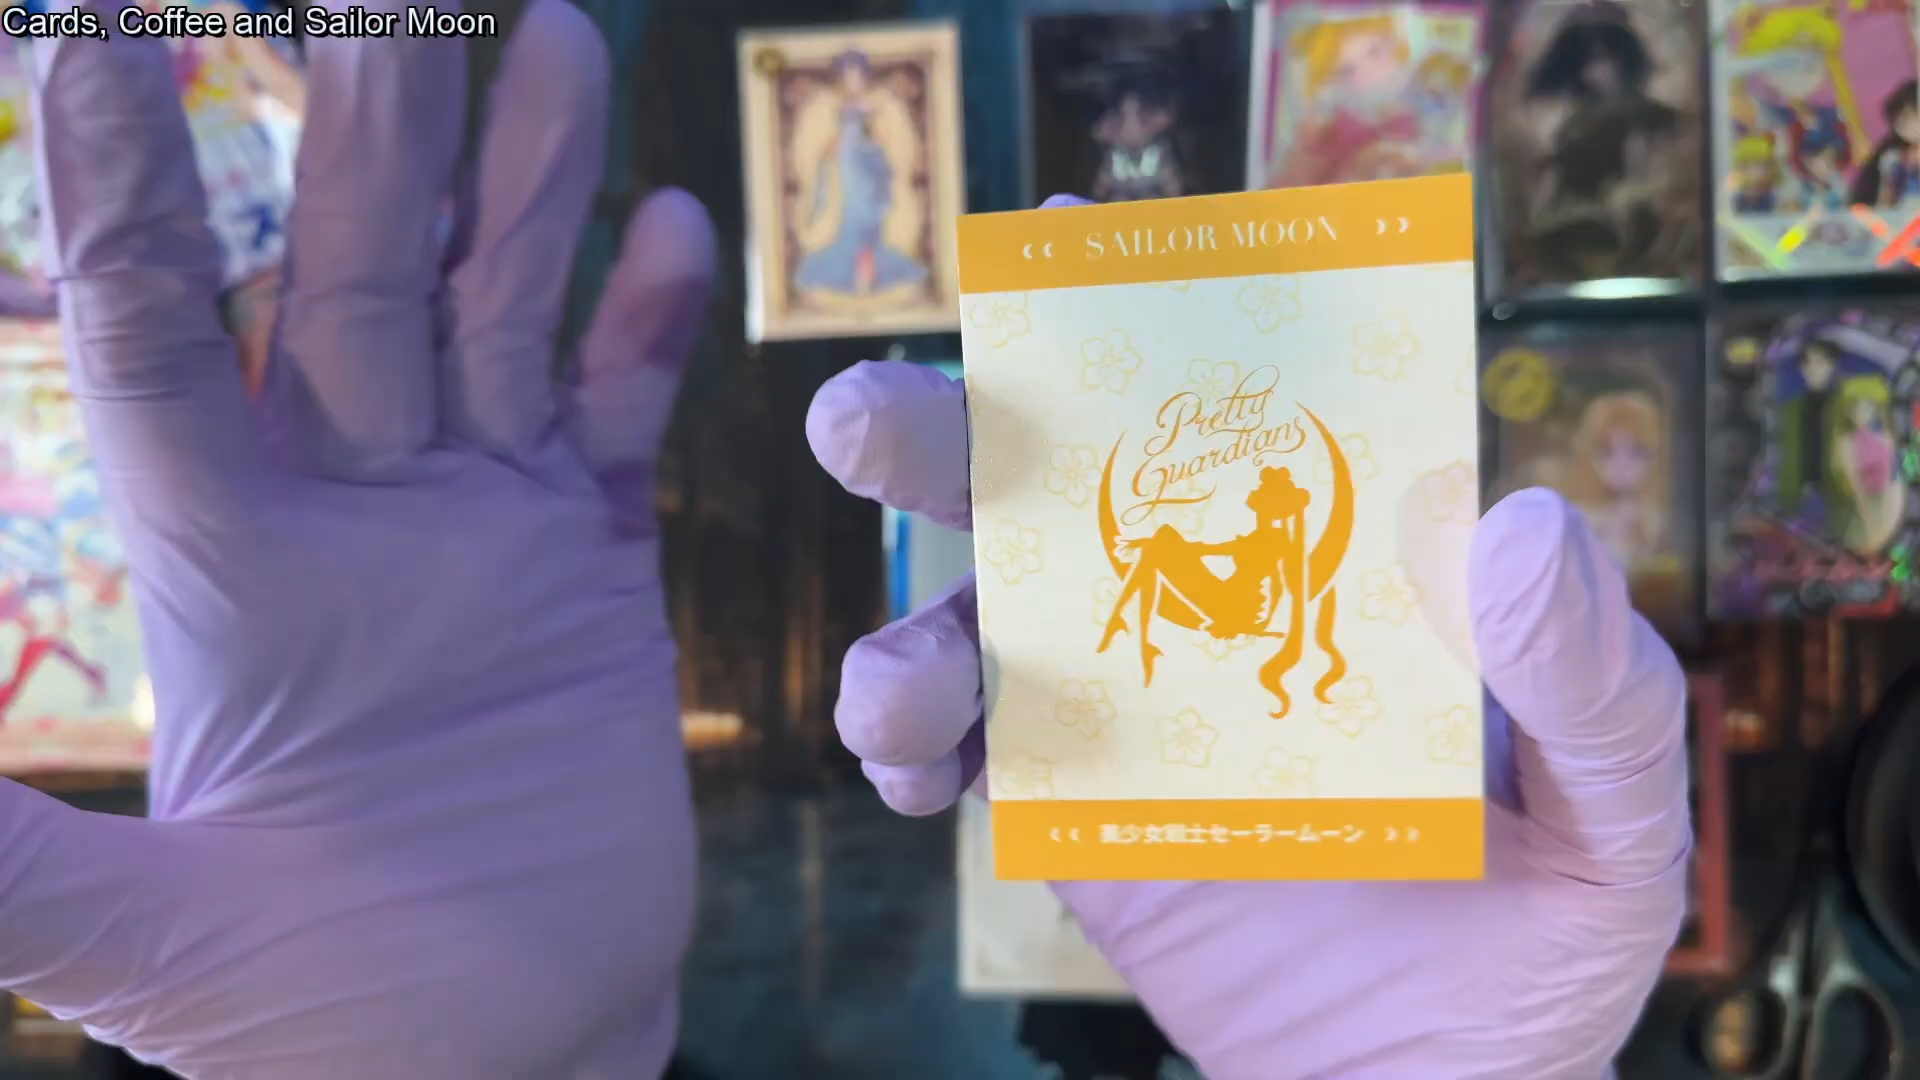 Cards, Coffee and Sailor Moon
SAILOR MOON
Pretty
Guardians
美少女戦士セーラームーン